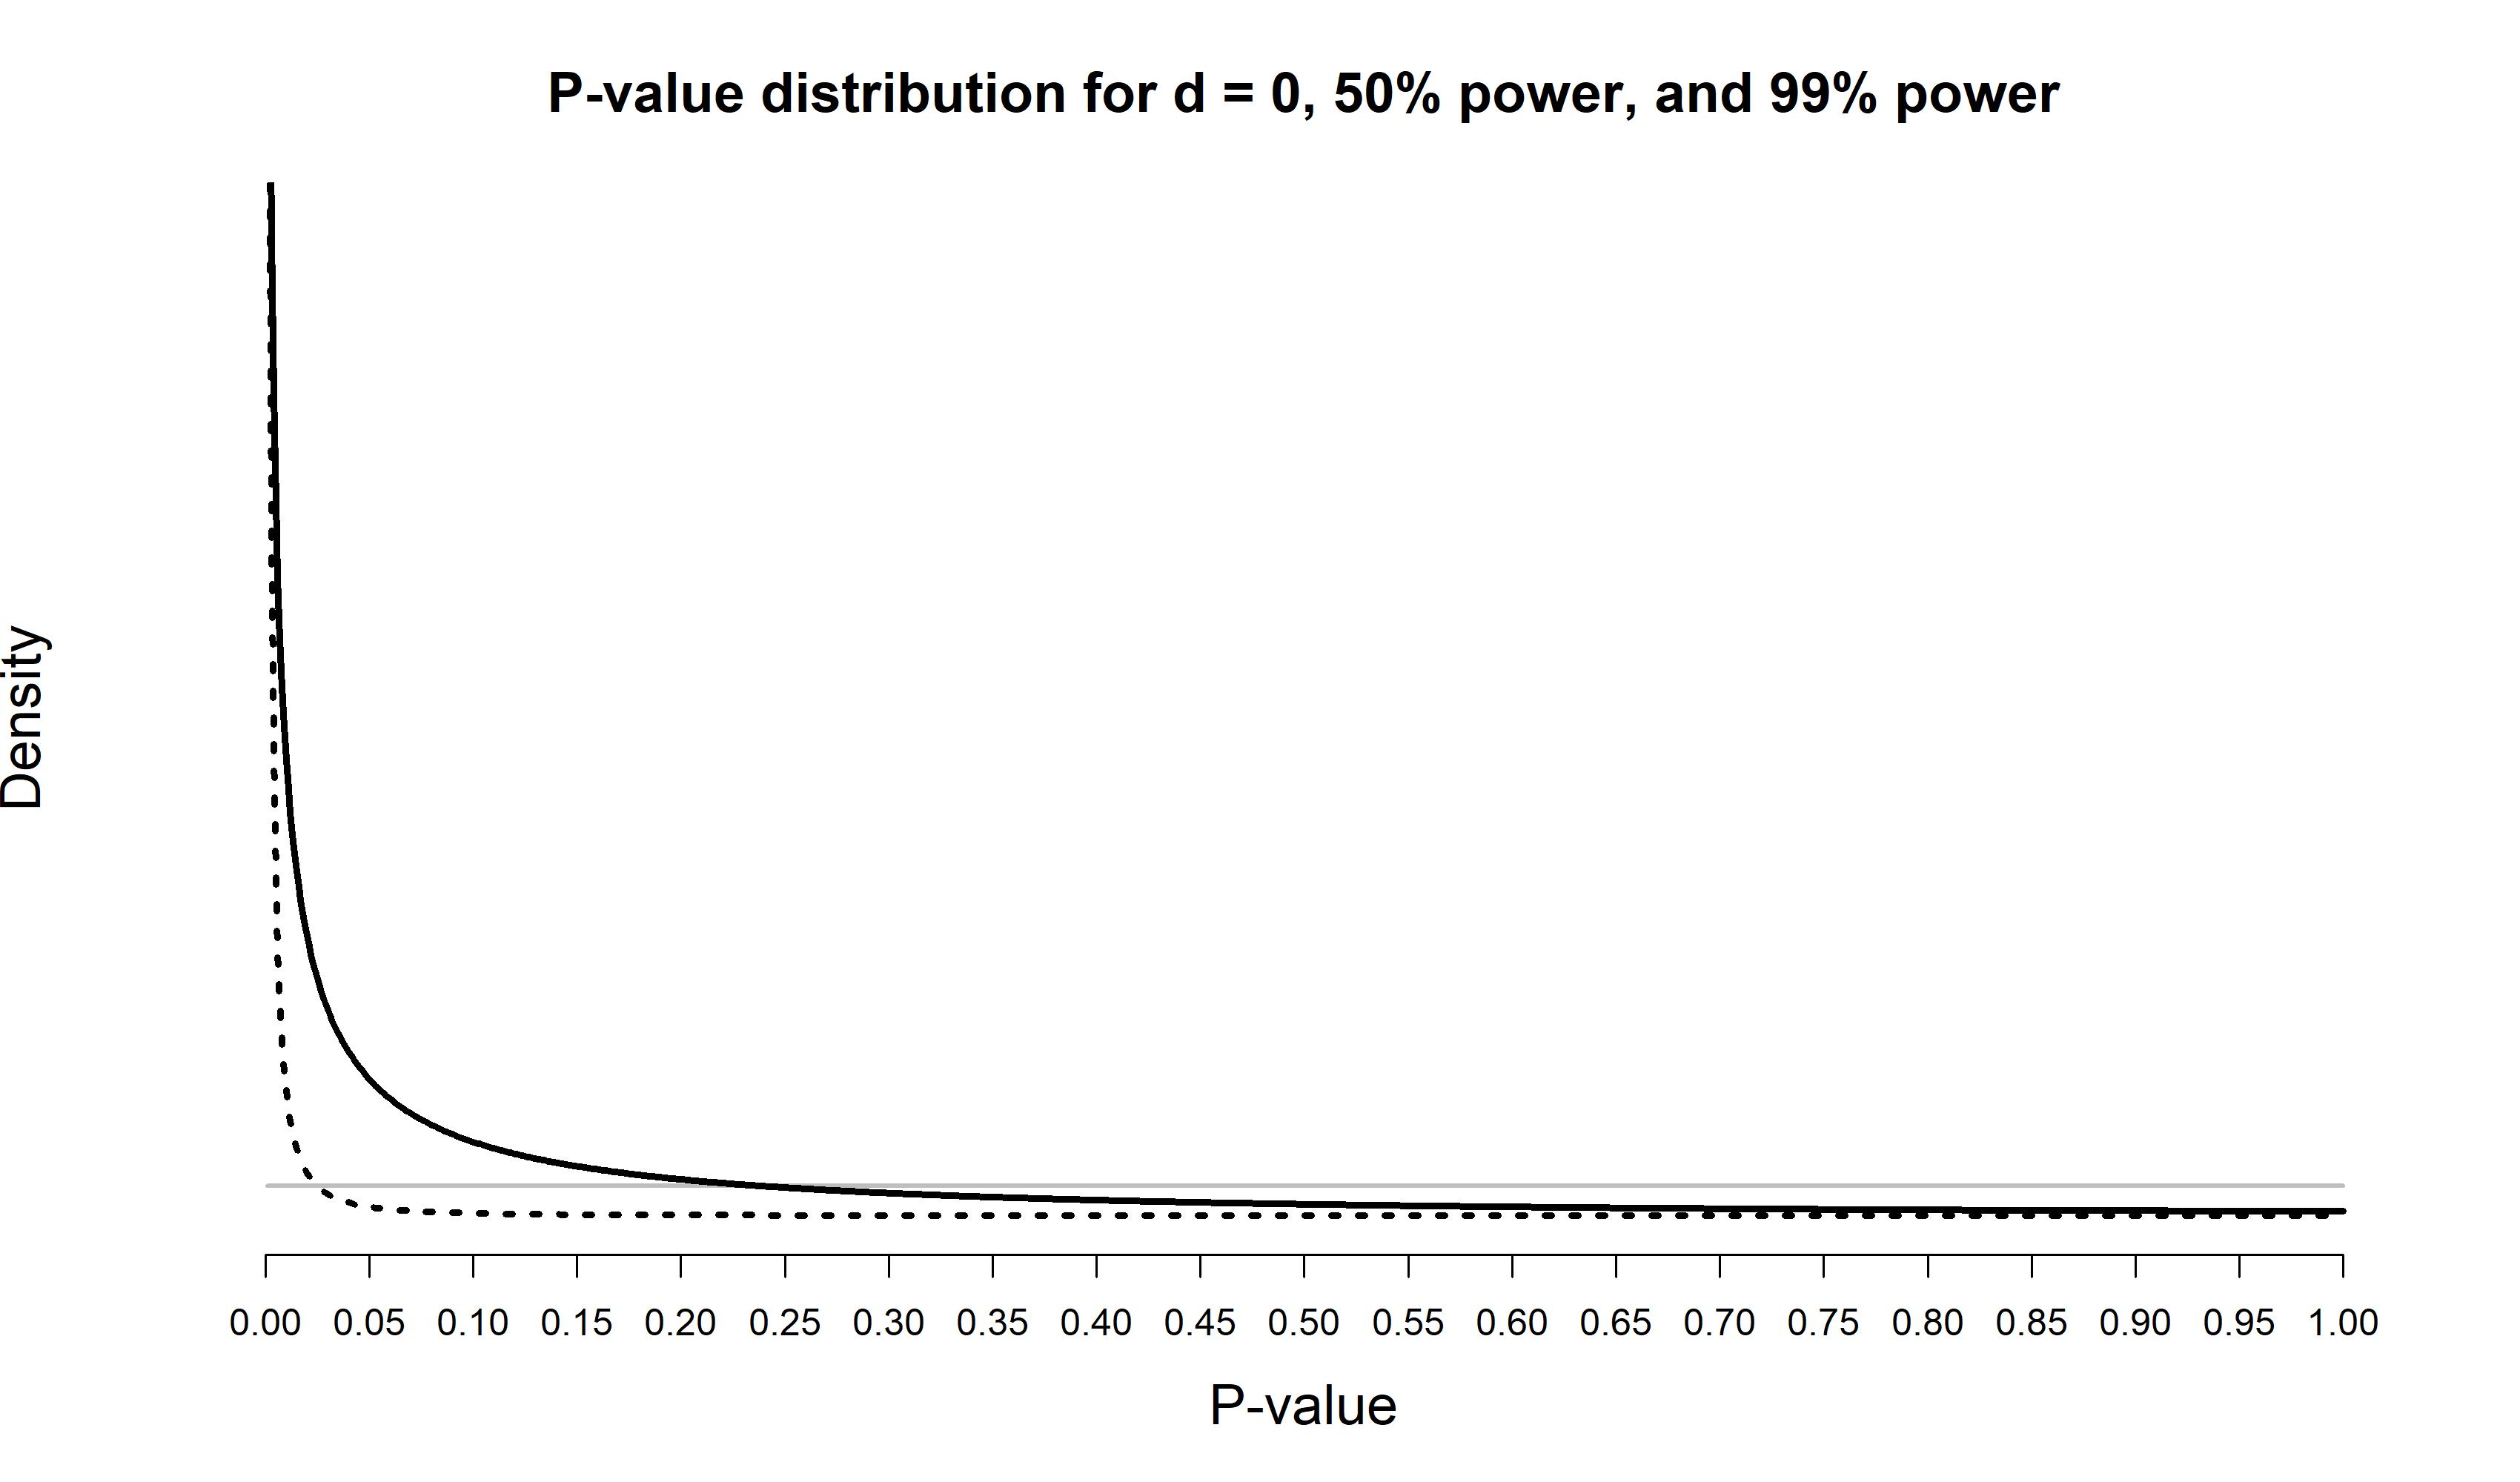 P-value distribution for d = 0, 50% power, and 99% power
Density
0.00 0.05 0.10 0.15 0.20 0.25 0.30 0.35 0.40 0.45 0.50 0.55 0.60 0.65 0.70 0.75 0.80 0.85 0.90 0.95 1.00
P-value